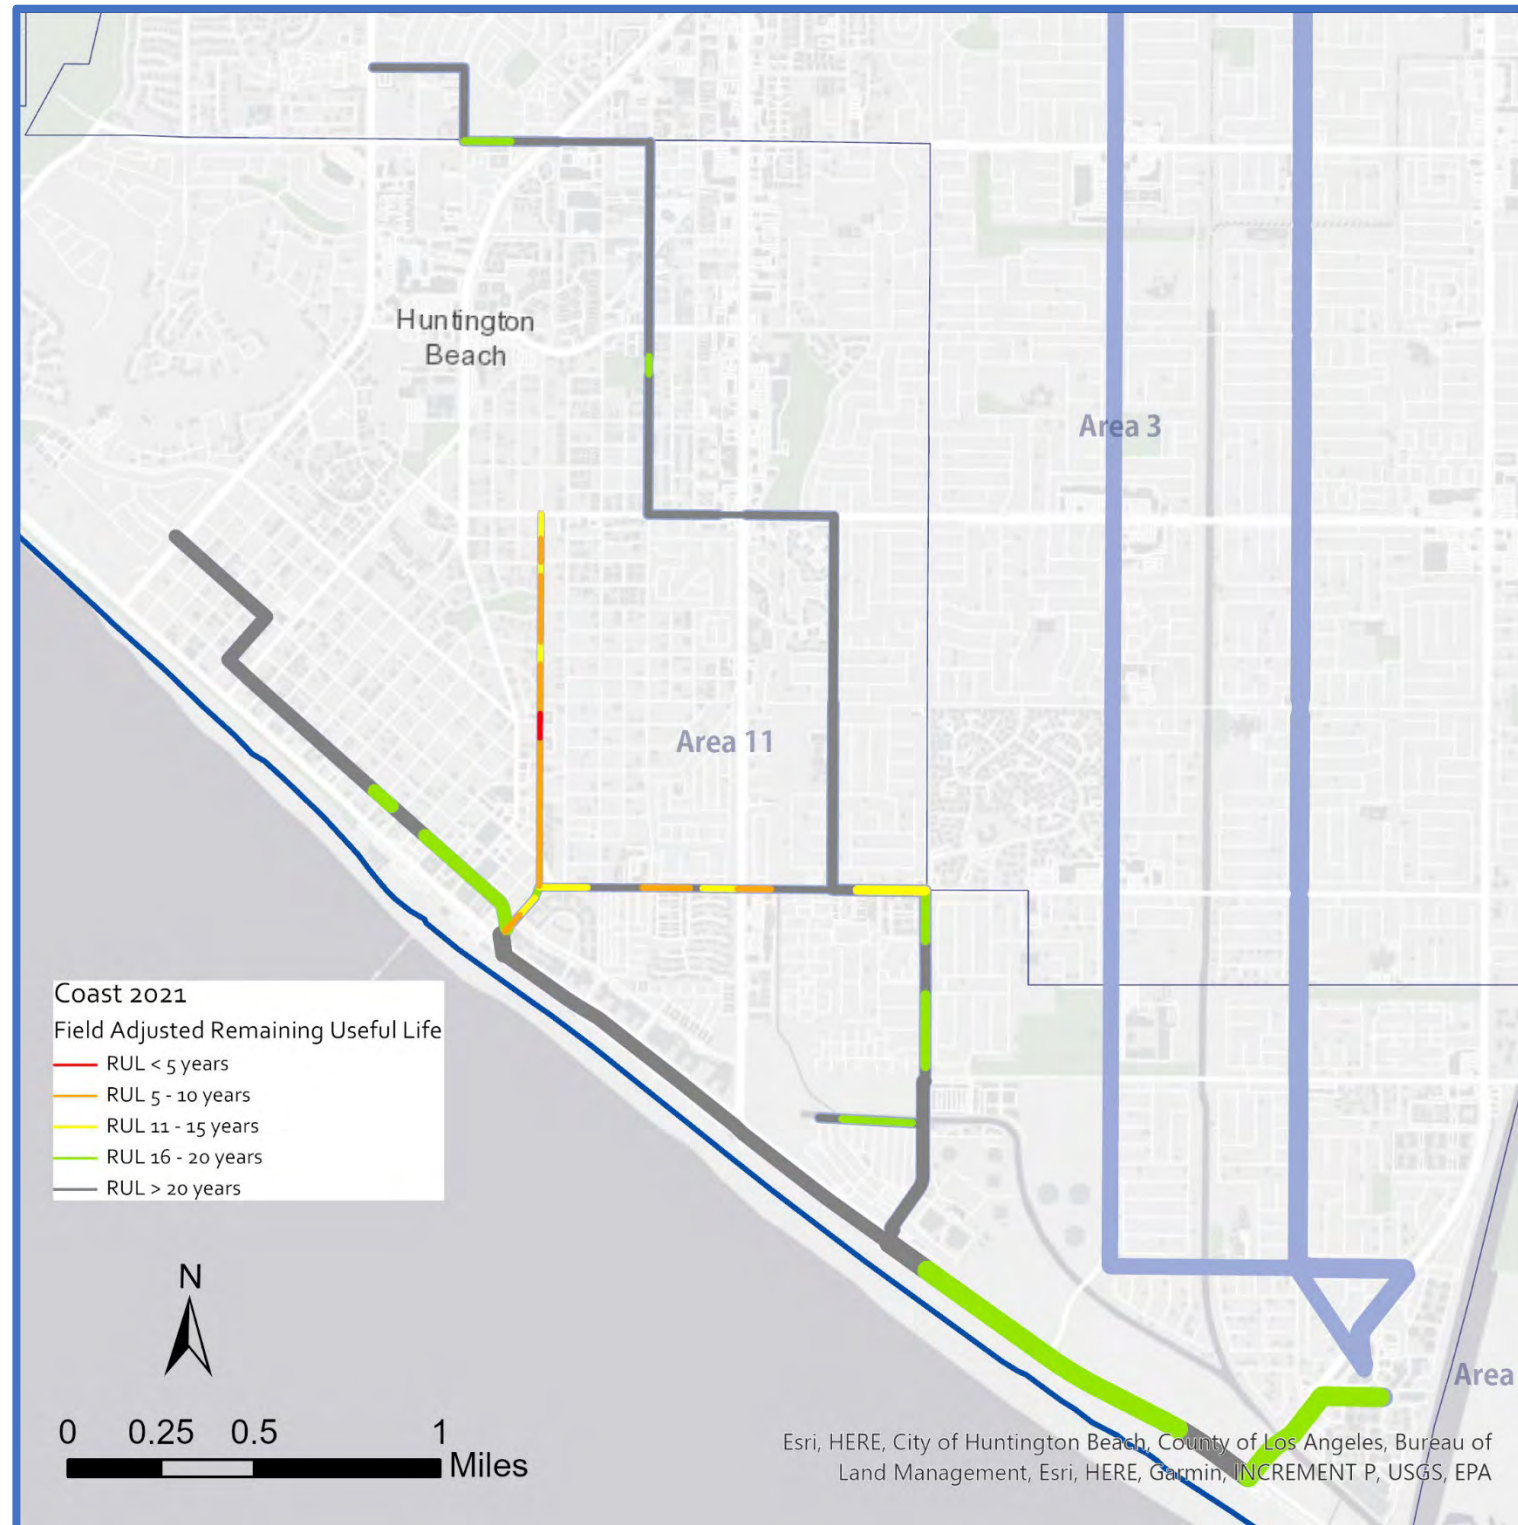 Huntington
Beach
Area 3
Area 11
Coast 2021
Field Adjusted Remaining Useful Life
RUL < 5 years
RUL 5 - 10 years
RUL 11 - 15 years
RUL 16 - 20 years
RUL > 20 years
N
0 0.25 0.5 1
Miles
Area
Esri, HERE, City of Huntington Beach, County of Los Angeles, Bureau of
Land Management, Esri, HERE, Garmin, INCREMENT P, USGS, EPA